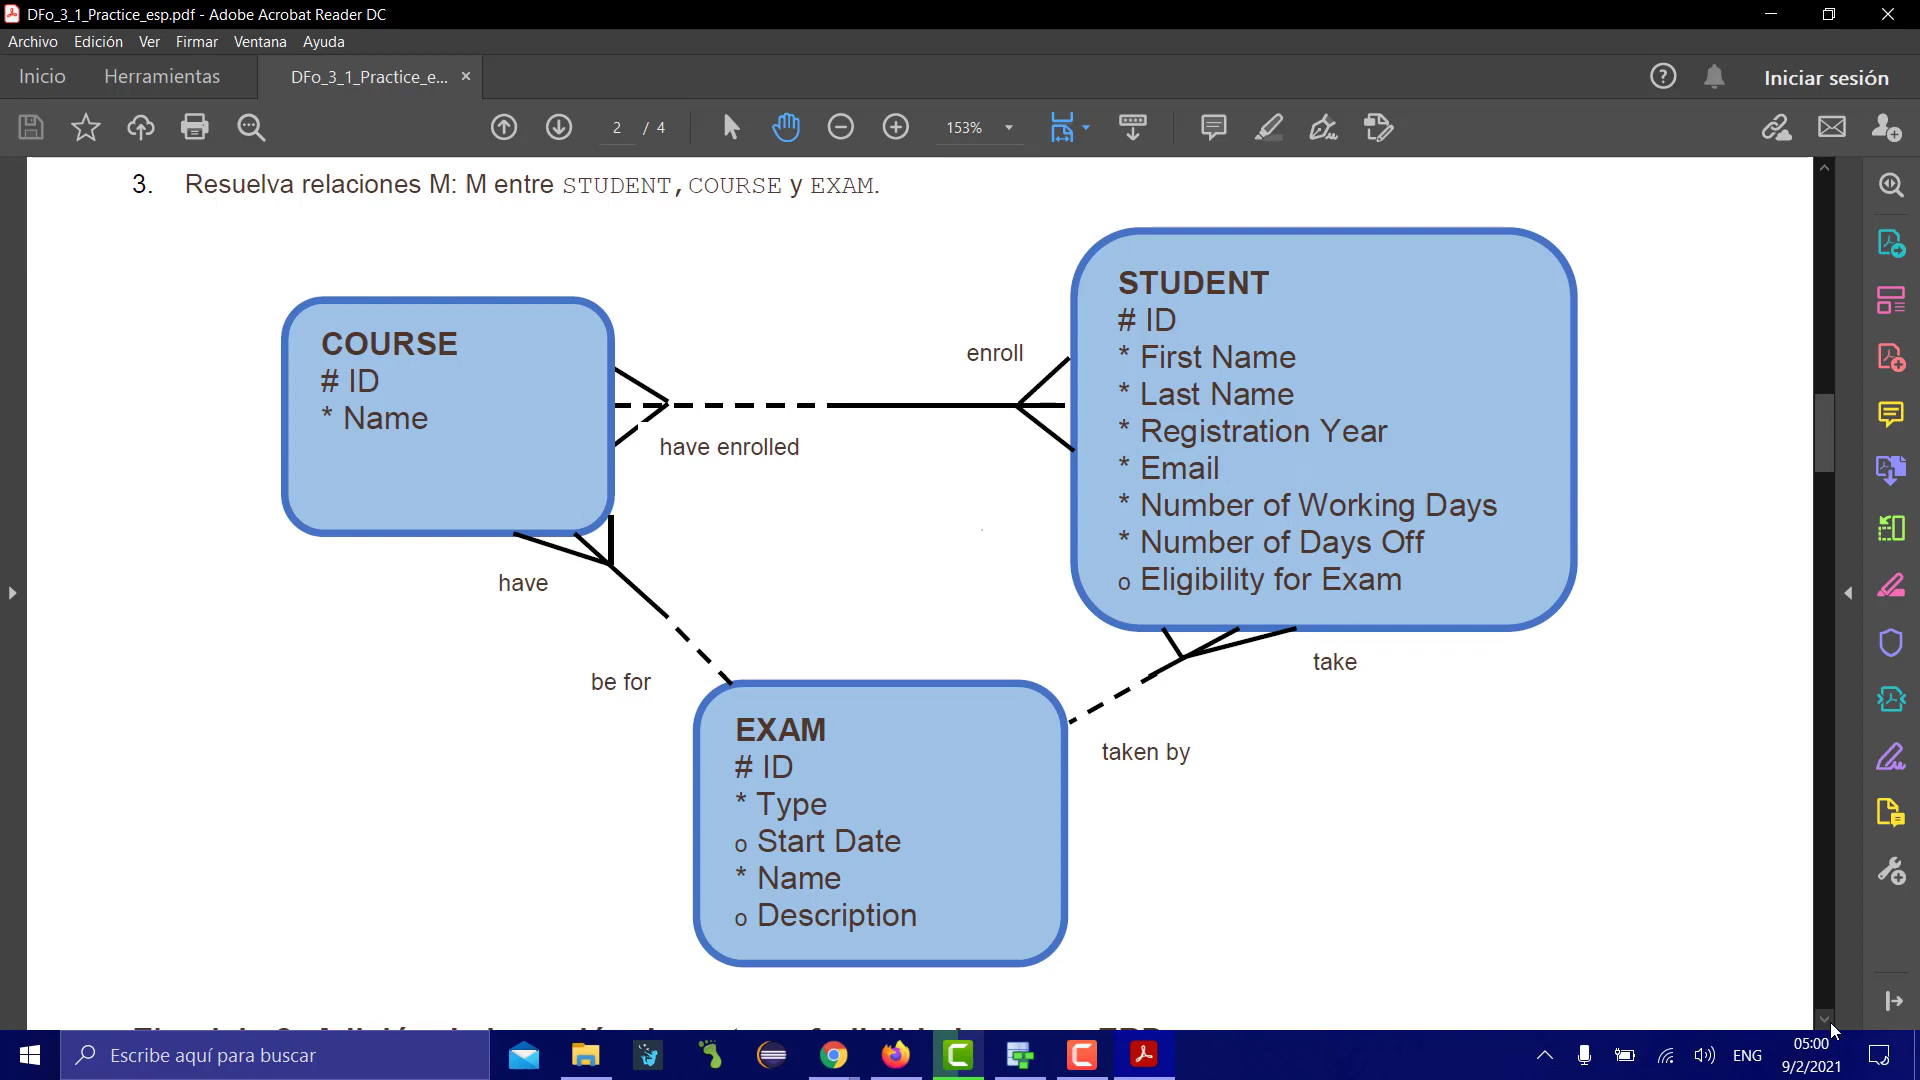 DFo_3_1_Practice_esp.pdf - Adobe Acrobat Reader DC
Archivo Edición Ver Firmar Ventana Ayuda
Inicio Herramientas DFo_3_1_Practice_e... × Iniciar sesión
2 / 4 153%
3. Resuelva relaciones M: M entre STUDENT, COURSE y EXAM.
COURSE
# ID
* Name
enroll
have enrolled
STUDENT
# ID
* First Name
* Last Name
* Registration Year
* Email
* Number of Working Days
* Number of Days Off
o Eligibility for Exam
have
be for
take
taken by
EXAM
# ID
* Type
o Start Date
* Name
o Description
Escribe aquí para buscar
ENG
05:00
9/2/2021